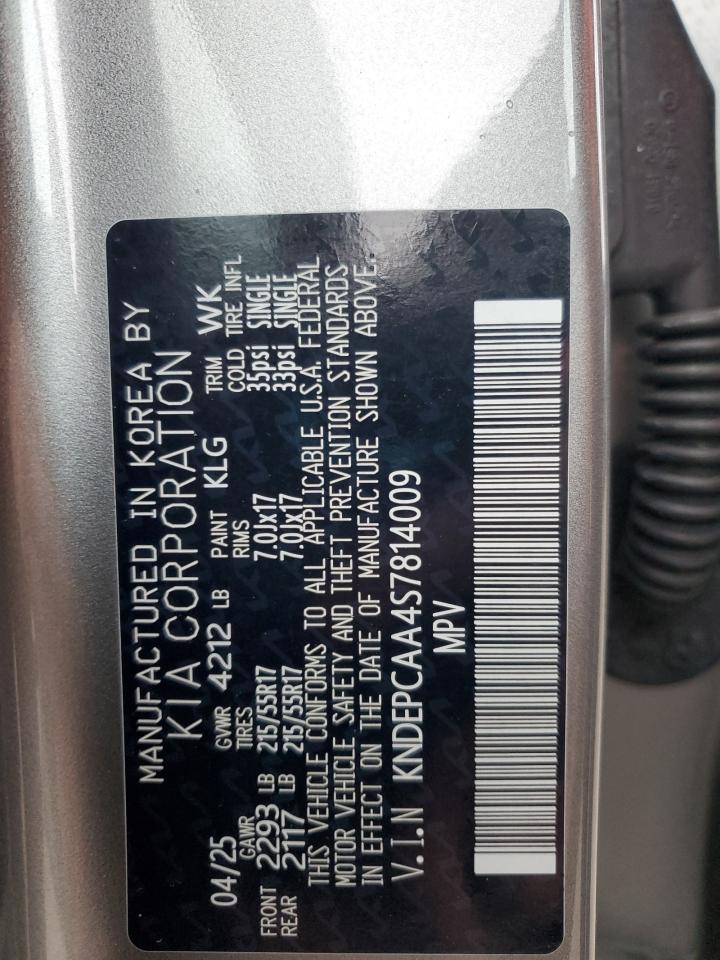 MANUFACTURED IN KOREA BY
KIA CORPORATION
04/25 GVWR 4212 LB PAINT KLG TRIM WK
GAWR TIRES RIMS COLD TIRE INFL
FRONT 2293 LB 215/55R17 7.0Jx17 35psi SINGLE
REAR 2117 LB 215/55R17 7.0Jx17 33psi SINGLE
THIS VEHICLE CONFORMS TO ALL APPLICABLE U.S.A. FEDERAL
MOTOR VEHICLE SAFETY AND THEFT PREVENTION STANDARDS
IN EFFECT ON THE DATE OF MANUFACTURE SHOWN ABOVE.
V.I.N KNDEPCAA4S7814009
MPV